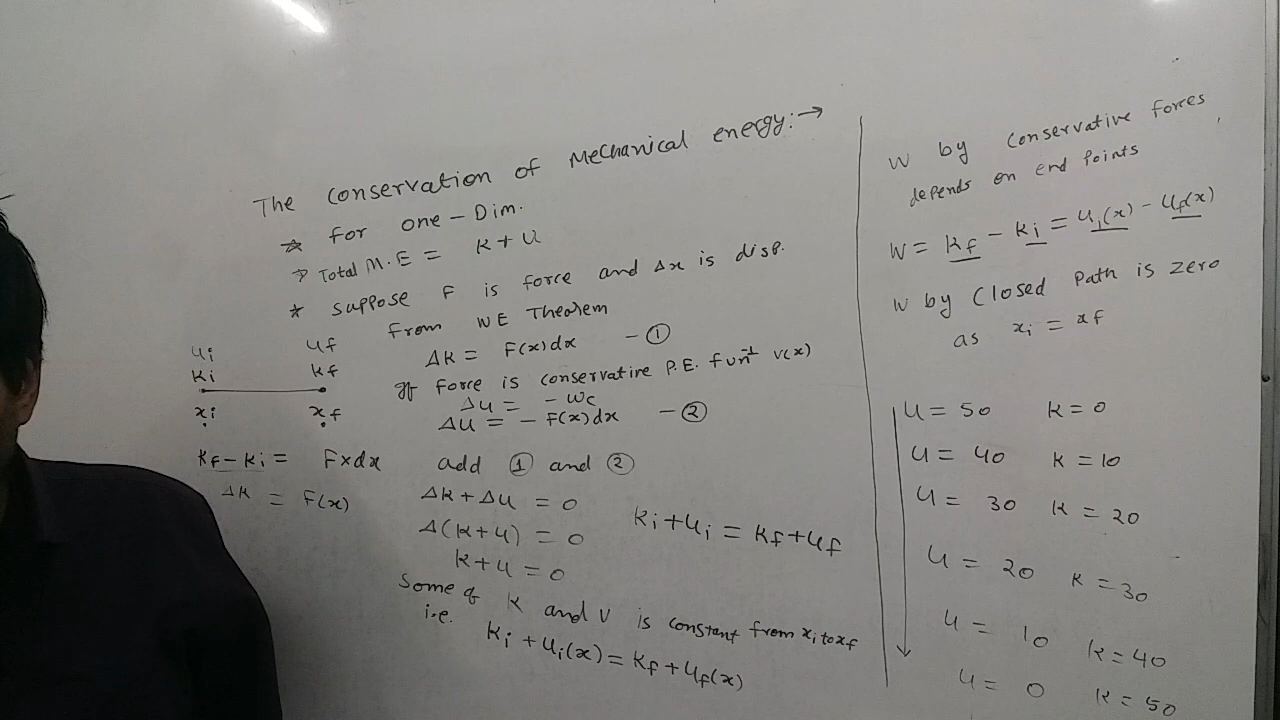 The conservation of Mechanical energy:→
☆ for one - Dim.
→ Total M.E = K + U
* suppose F is force and Δx is disp.
from WE Theorem
ΔK = F(x)dx - ①
If force is conservative P.E. funⁿ V(x)
ΔU = - Wc
ΔU = - F(x)dx - ②
add ① and ②
ΔK + ΔU = 0
Δ(K+U) = 0
K + U = 0
Ki + Ui = Kf + Uf
Some of K and V is constant from xi to xf
i.e.
Ki + Ui(x) = Kf + Uf(x)
Ui Uf
Ki Kf
xi xf
Kf - Ki = Fxdx
ΔK = F(x)
W by conservative forces
depends on end points
W = Kf - Ki = Ui(x) - Uf(x)
W by closed Path is zero
as xi = xf
U = 50 K = 0
U = 40 K = 10
U = 30 K = 20
U = 20 K = 30
U = 10 K = 40
U = 0 K = 50